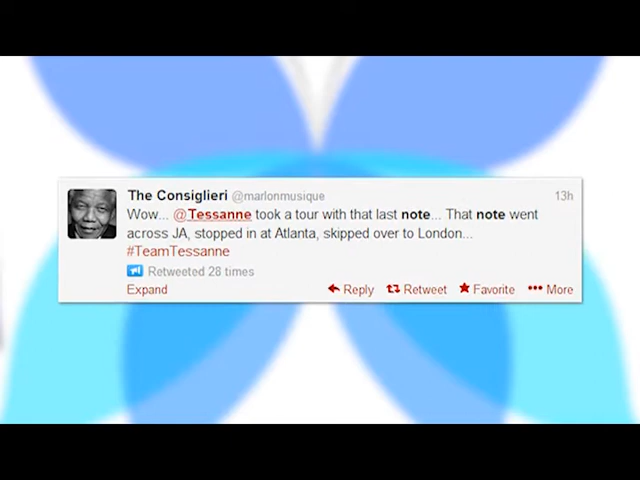 The Consiglieri @marlonmusique 13h
Wow... @Tessanne took a tour with that last note... That note went
across JA, stopped in at Atlanta, skipped over to London...
#TeamTessanne
Retweeted 28 times
Expand Reply Retweet Favorite More